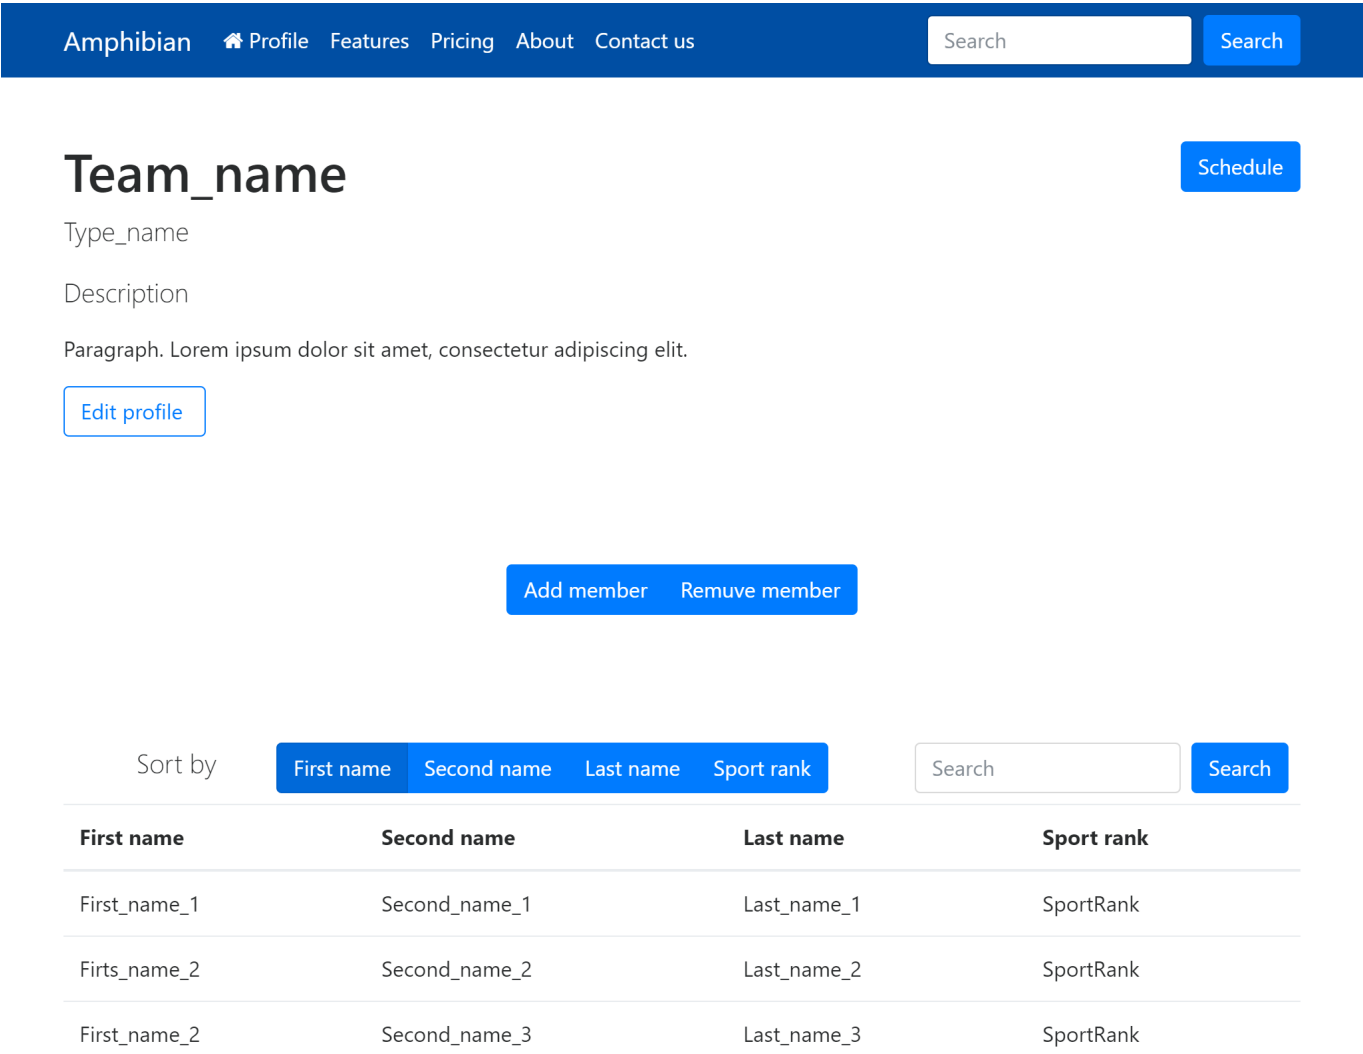 Amphibian Profile Features Pricing About Contact us Search Search
Team_name
Schedule
Type_name
Description
Paragraph. Lorem ipsum dolor sit amet, consectetur adipiscing elit.
Edit profile
Add member Remuve member
Sort by First name Second name Last name Sport rank Search Search
First name Second name Last name Sport rank
First_name_1 Second_name_1 Last_name_1 SportRank
Firts_name_2 Second_name_2 Last_name_2 SportRank
First_name_2 Second_name_3 Last_name_3 SportRank